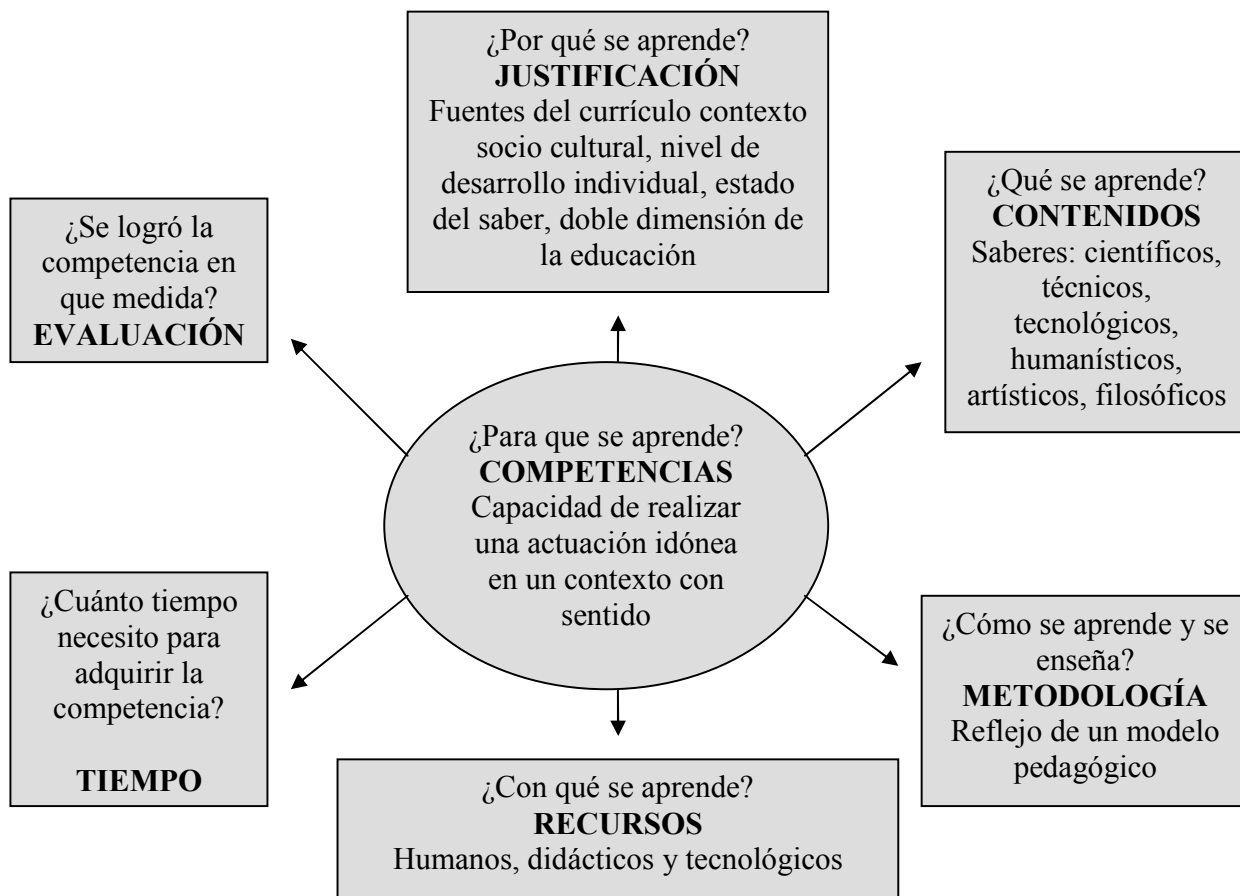 ¿Por qué se aprende?
JUSTIFICACIÓN
Fuentes del currículo contexto
socio cultural, nivel de
desarrollo individual, estado
del saber, doble dimensión de
la educación
¿Qué se aprende?
CONTENIDOS
Saberes: científicos,
técnicos,
tecnológicos,
humanísticos,
artísticos, filosóficos
¿Se logró la
competencia en
que medida?
EVALUACIÓN
¿Para que se aprende?
COMPETENCIAS
Capacidad de realizar
una actuación idónea
en un contexto con
sentido
¿Cuánto tiempo
necesito para
adquirir la
competencia?
TIEMPO
¿Cómo se aprende y se
enseña?
METODOLOGÍA
Reflejo de un modelo
pedagógico
¿Con qué se aprende?
RECURSOS
Humanos, didácticos y tecnológicos